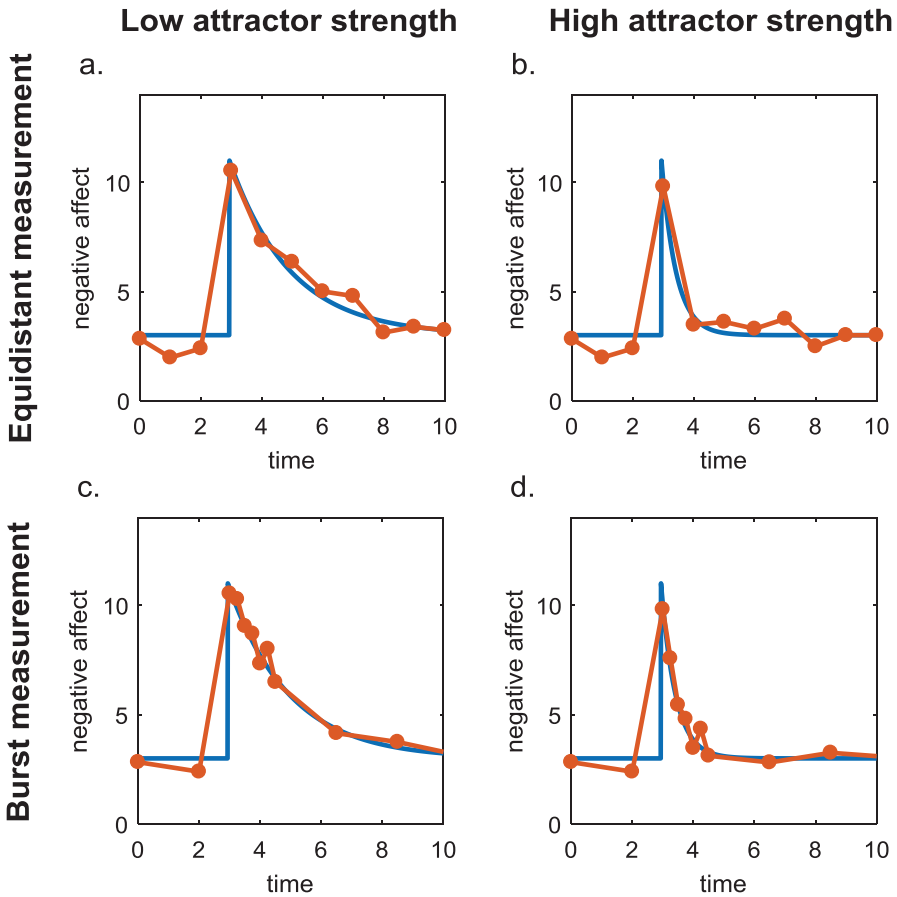 Low attractor strength
High attractor strength
Equidistant measurement
a.
negative affect
10
5
0
0 2 4 6 8 10
time
b.
negative affect
10
5
0
0 2 4 6 8 10
time
Burst measurement
c.
negative affect
10
5
0
0 2 4 6 8 10
time
d.
negative affect
10
5
0
0 2 4 6 8 10
time